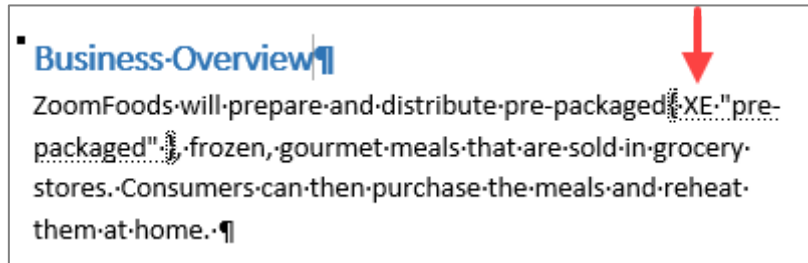 Business·Overview¶
ZoomFoods·will·prepare·and·distribute·pre-packaged{·XE·"pre-
packaged"·},·frozen,·gourmet·meals·that·are·sold·in·grocery·
stores.·Consumers·can·then·purchase·the·meals·and·reheat·
them·at·home.·¶